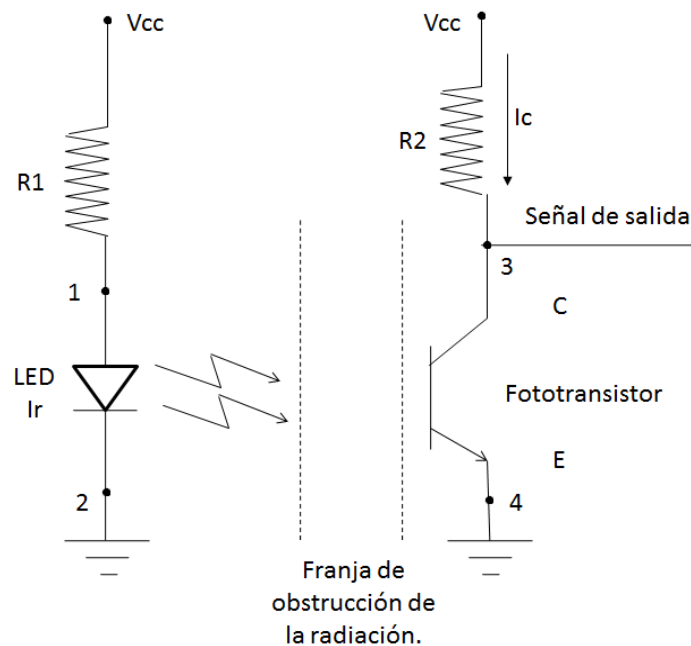 Vcc
R1
1
LED
Ir
2
Vcc
R2
Ic
Señal de salida
3
C
Fototransistor
E
4
Franja de
obstrucción de
la radiación.